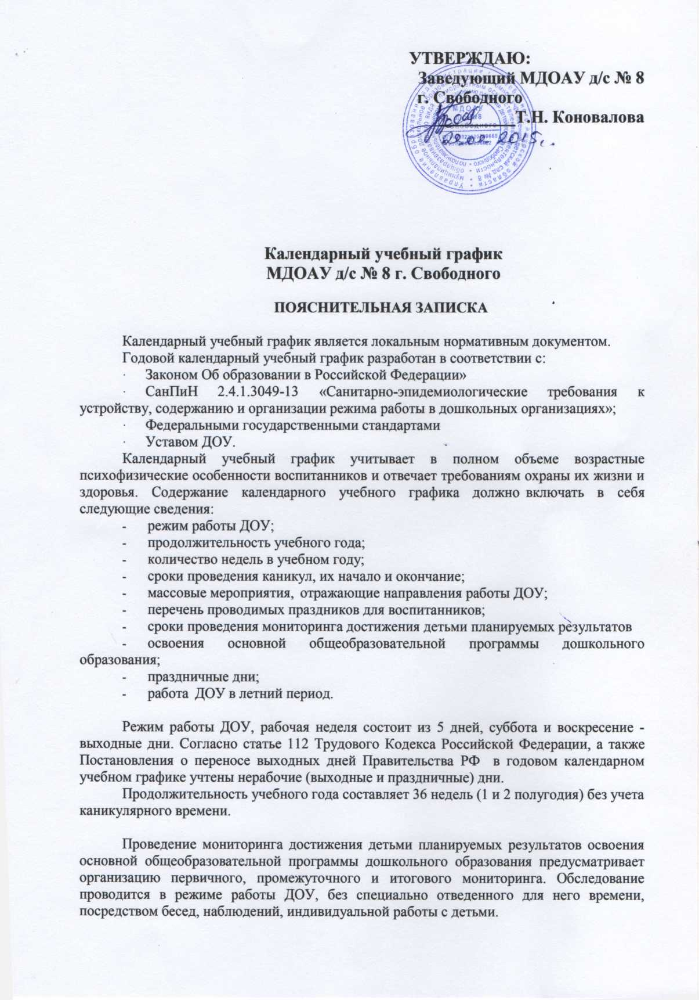 УТВЕРЖДАЮ:
Заведующий МДОАУ д/с № 8
г. Свободного
Т.Н. Коновалова
2015г.
МДОАУ
Календарный учебный график
МДОАУ д/с № 8 г. Свободного
ПОЯСНИТЕЛЬНАЯ ЗАПИСКА
Календарный учебный график является локальным нормативным документом.
Годовой календарный учебный график разработан в соответствии с:
· Законом Об образовании в Российской Федерации»
· СанПиН 2.4.1.3049-13 «Санитарно-эпидемиологические требования к
устройству, содержанию и организации режима работы в дошкольных организациях»;
· Федеральными государственными стандартами
· Уставом ДОУ.
Календарный учебный график учитывает в полном объеме возрастные
психофизические особенности воспитанников и отвечает требованиям охраны их жизни и
здоровья. Содержание календарного учебного графика должно включать в себя
следующие сведения:
- режим работы ДОУ;
- продолжительность учебного года;
- количество недель в учебном году;
- сроки проведения каникул, их начало и окончание;
- массовые мероприятия, отражающие направления работы ДОУ;
- перечень проводимых праздников для воспитанников;
- сроки проведения мониторинга достижения детьми планируемых результатов
- освоения основной общеобразовательной программы дошкольного
образования;
- праздничные дни;
- работа ДОУ в летний период.
Режим работы ДОУ, рабочая неделя состоит из 5 дней, суббота и воскресение -
выходные дни. Согласно статье 112 Трудового Кодекса Российской Федерации, а также
Постановления о переносе выходных дней Правительства РФ в годовом календарном
учебном графике учтены нерабочие (выходные и праздничные) дни.
Продолжительность учебного года составляет 36 недель (1 и 2 полугодия) без учета
каникулярного времени.
Проведение мониторинга достижения детьми планируемых результатов освоения
основной общеобразовательной программы дошкольного образования предусматривает
организацию первичного, промежуточного и итогового мониторинга. Обследование
проводится в режиме работы ДОУ, без специально отведенного для него времени,
посредством бесед, наблюдений, индивидуальной работы с детьми.